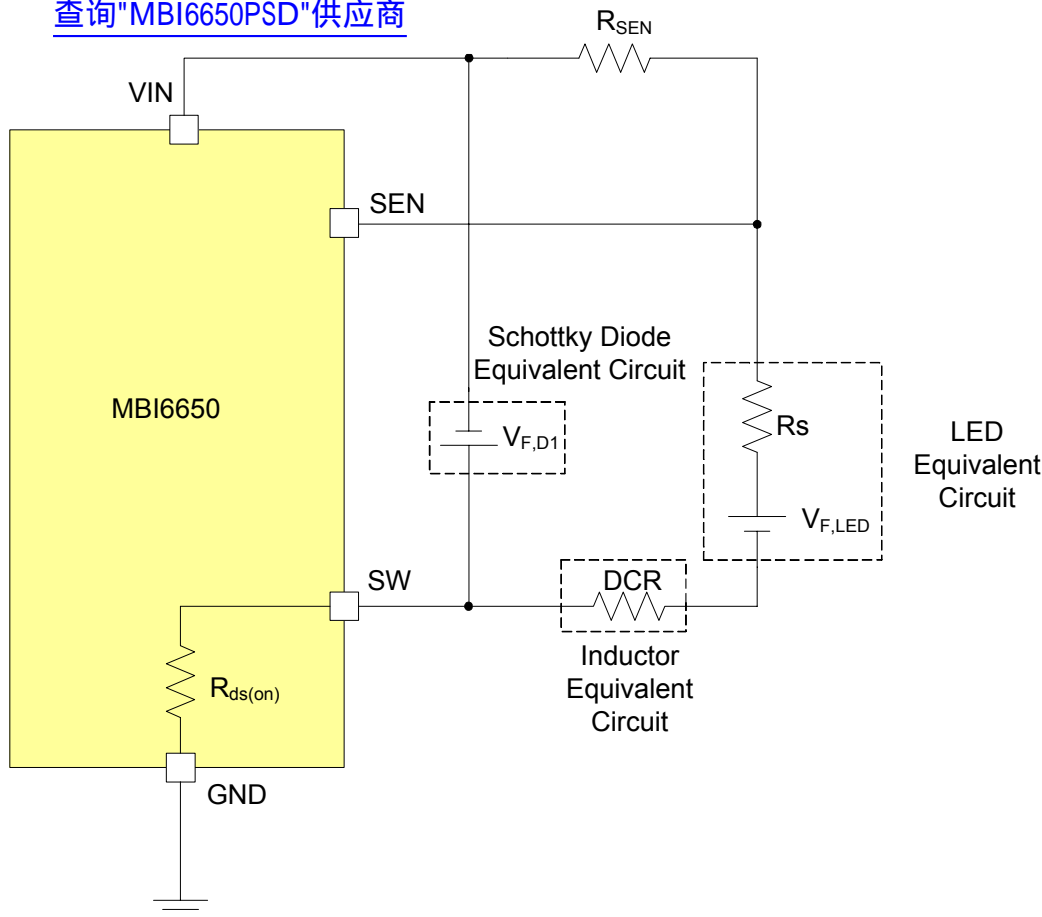 查询"MBI6650PSD"供应商
RSEN
VIN
SEN
Schottky Diode
Equivalent Circuit
MBI6650
VF,D1
Rs
VF,LED
LED
Equivalent
Circuit
SW
DCR
Inductor
Equivalent
Circuit
Rds(on)
GND